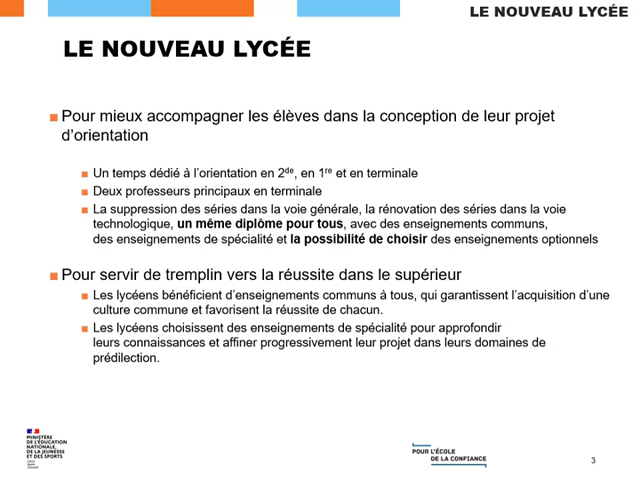 LE NOUVEAU LYCÉE
LE NOUVEAU LYCÉE
Pour mieux accompagner les élèves dans la conception de leur projet
d'orientation
Un temps dédié à l'orientation en 2de, en 1re et en terminale
Deux professeurs principaux en terminale
La suppression des séries dans la voie générale, la rénovation des séries dans la voie
technologique, un même diplôme pour tous, avec des enseignements communs,
des enseignements de spécialité et la possibilité de choisir des enseignements optionnels
Pour servir de tremplin vers la réussite dans le supérieur
Les lycéens bénéficient d'enseignements communs à tous, qui garantissent l'acquisition d'une
culture commune et favorisent la réussite de chacun.
Les lycéens choisissent des enseignements de spécialité pour approfondir
leurs connaissances et affiner progressivement leur projet dans leurs domaines de
prédilection.
MINISTÈRE
DE L'ÉDUCATION
NATIONALE,
DE LA JEUNESSE
ET DES SPORTS
POUR L'ÉCOLE
DE LA CONFIANCE
3